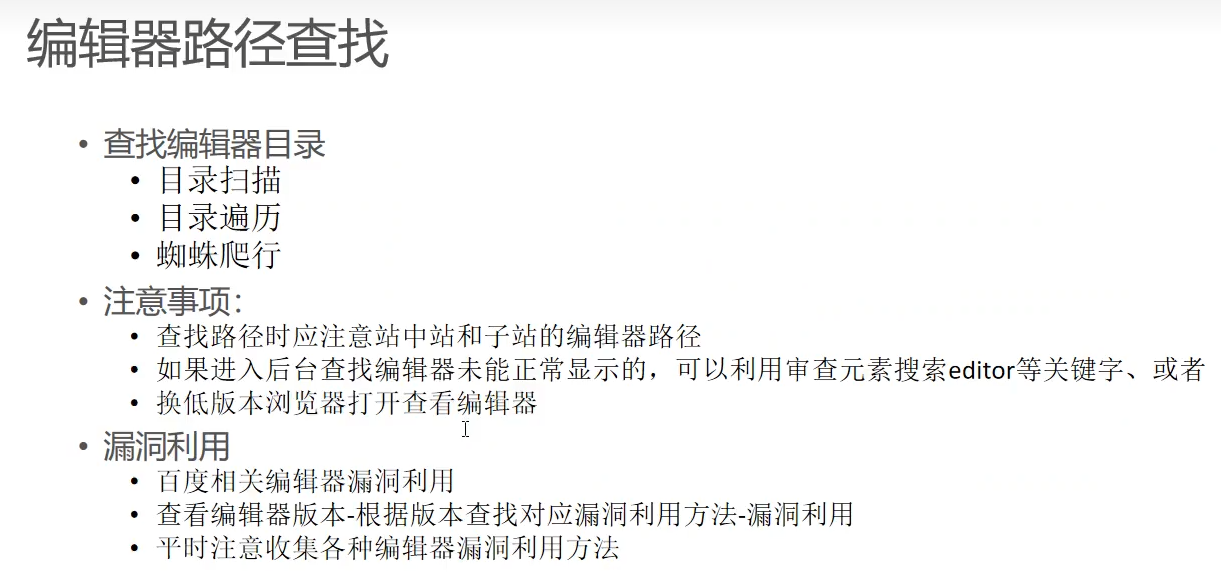 编辑器路径查找
• 查找编辑器目录
• 目录扫描
• 目录遍历
• 蜘蛛爬行
• 注意事项：
• 查找路径时应注意站中站和子站的编辑器路径
• 如果进入后台查找编辑器未能正常显示的，可以利用审查元素搜索editor等关键字、或者
• 换低版本浏览器打开查看编辑器
• 漏洞利用
• 百度相关编辑器漏洞利用
• 查看编辑器版本-根据版本查找对应漏洞利用方法-漏洞利用
• 平时注意收集各种编辑器漏洞利用方法